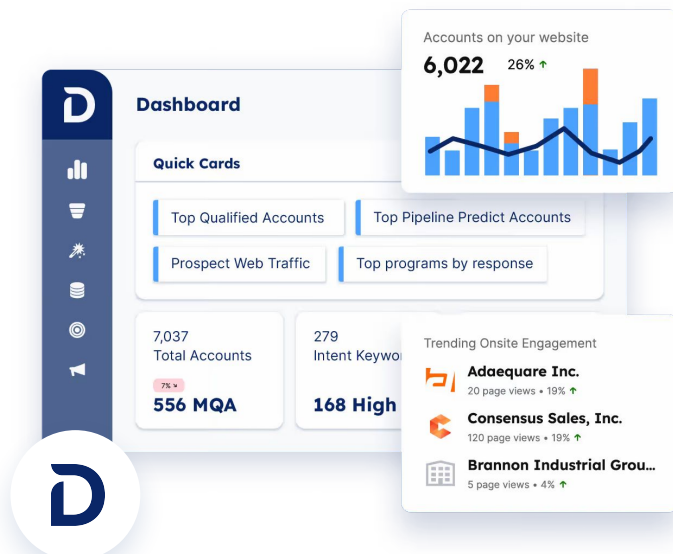 Accounts on your website
6,022 26% ↑
D
Dashboard
Quick Cards
Top Qualified Accounts
Top Pipeline Predict Accounts
Prospect Web Traffic
Top programs by response
7,037
Total Accounts
7%
556 MQA
279
Intent Keywo
168 High
Trending Onsite Engagement
Adaequare Inc.
20 page views • 19% ↑
Consensus Sales, Inc.
120 page views • 19% ↑
Brannon Industrial Grou...
5 page views • 4% ↑
D